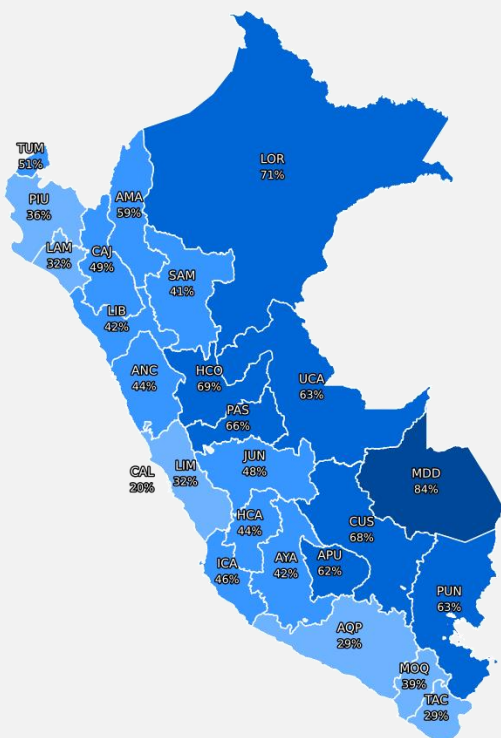 TUM
51%
LOR
71%
PIU
36%
AMA
59%
LAM
32%
CAJ
49%
SAM
41%
LIB
42%
ANC
44%
HCO
69%
UCA
63%
PAS
66%
CAL
20%
LIM
32%
JUN
48%
MDD
84%
HCA
44%
CUS
68%
ICA
46%
AYA
42%
APU
62%
PUN
63%
AQP
29%
MOQ
39%
TAC
29%